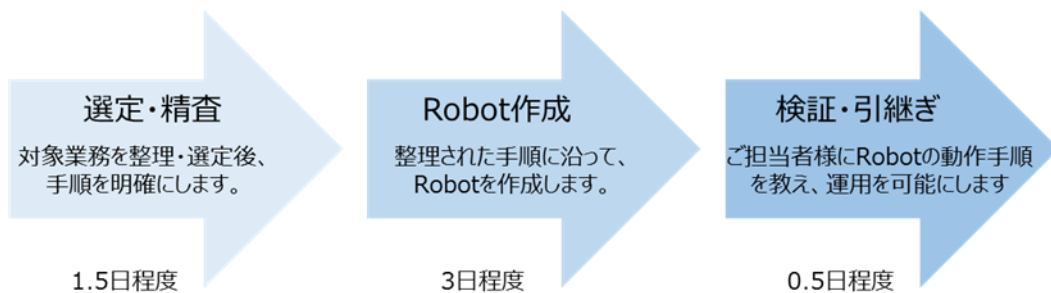 選定・精査
対象業務を整理・選定後、
手順を明確にします。
1.5日程度
Robot作成
整理された手順に沿って、
Robotを作成します。
3日程度
検証・引継ぎ
ご担当者様にRobotの動作手順
を教え、運用を可能にします
0.5日程度